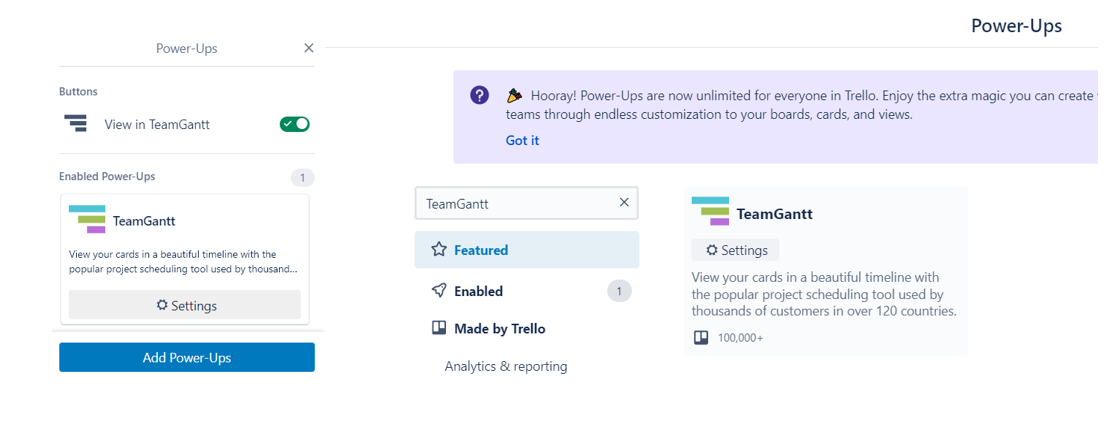 Power-Ups
Buttons
View in TeamGantt
Enabled Power-Ups
1
TeamGantt
View your cards in a beautiful timeline with the
popular project scheduling tool used by thousand...
Settings
Add Power-Ups
Power-Ups
Hooray! Power-Ups are now unlimited for everyone in Trello. Enjoy the extra magic you can create
teams through endless customization to your boards, cards, and views.
Got it
TeamGantt
Featured
Enabled
1
Made by Trello
Analytics & reporting
TeamGantt
Settings
View your cards in a beautiful timeline with
the popular project scheduling tool used by
thousands of customers in over 120 countries.
100,000+